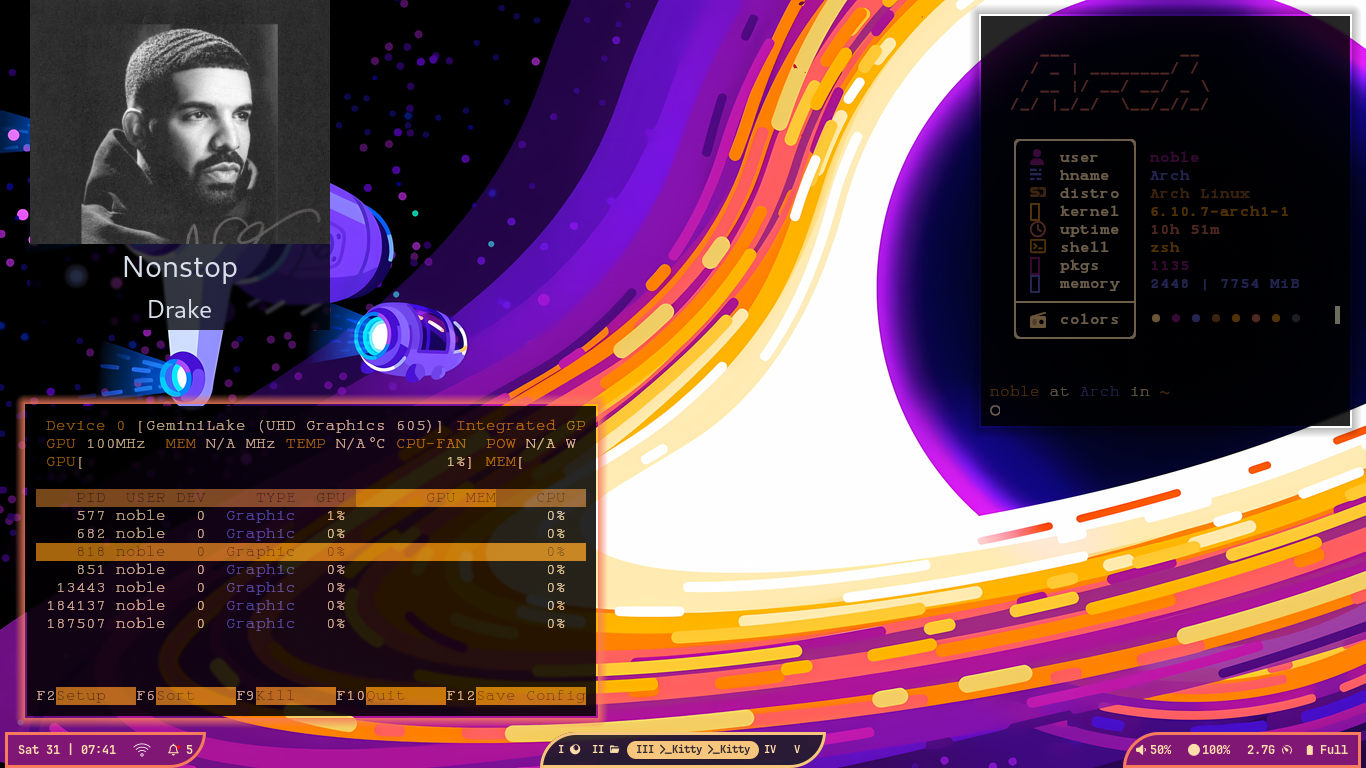 Nonstop
Drake
Device 0 [GeminiLake (UHD Graphics 605)] Integrated GP
GPU 100MHz MEM N/A MHz TEMP N/A°C CPU-FAN POW N/A W
GPU[ 1%] MEM[
PID USER DEV TYPE GPU GPU MEM CPU
577 noble 0 Graphic 1% 0%
682 noble 0 Graphic 0% 0%
818 noble 0 Graphic 0% 0%
851 noble 0 Graphic 0% 0%
13443 noble 0 Graphic 0% 0%
184137 noble 0 Graphic 0% 0%
187507 noble 0 Graphic 0% 0%
F2Setup F6Sort F9Kill F10Quit F12Save Config
Arch
user noble
hname Arch
distro Arch Linux
kernel 6.10.7-arch1-1
uptime 10h 51m
shell zsh
pkgs 1135
memory 2448 | 7754 MiB
colors
noble at Arch in ~
Sat 31 | 07:41 5
I II III Kitty Kitty IV V
50% 100% 2.7G Full